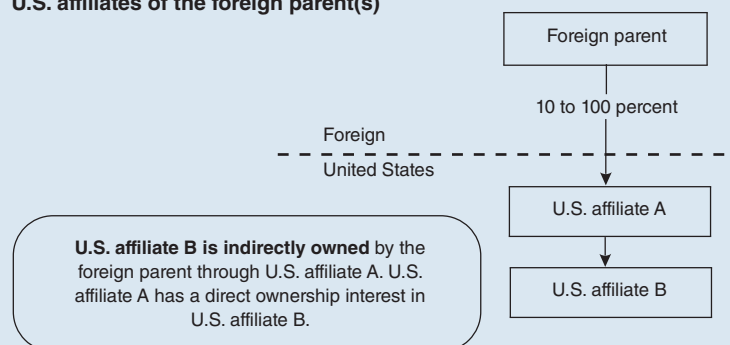 U.S. affiliates of the foreign parent(s)
Foreign parent
10 to 100 percent
Foreign
United States
U.S. affiliate A
U.S. affiliate B is indirectly owned by the
foreign parent through U.S. affiliate A. U.S.
affiliate A has a direct ownership interest in
U.S. affiliate B.
U.S. affiliate B